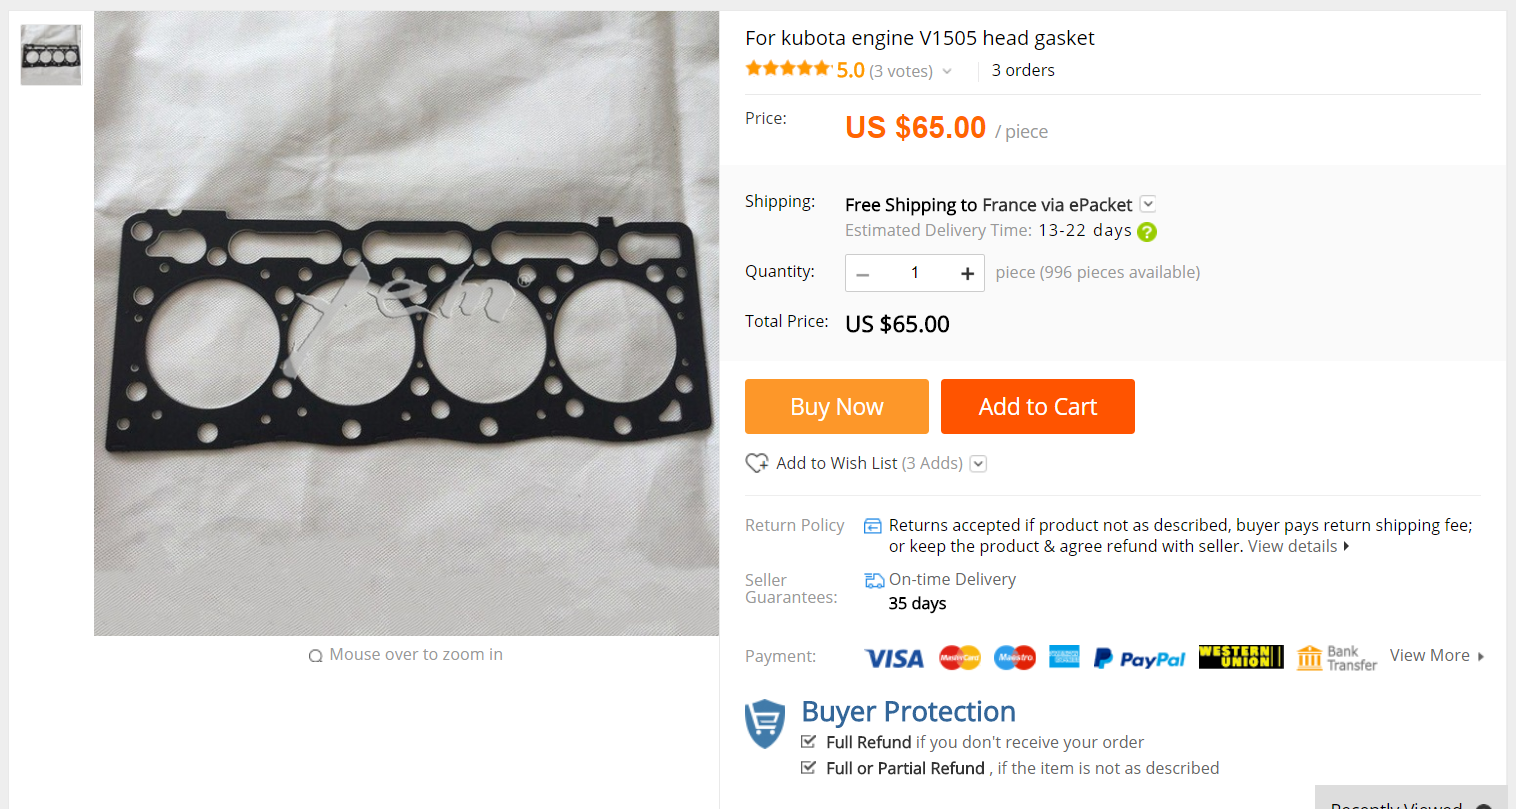 For kubota engine V1505 head gasket
5.0 (3 votes)
3 orders
Price:
US $65.00 / piece
Shipping:
Free Shipping to France via ePacket
Estimated Delivery Time: 13-22 days ?
Quantity:
− 1 + piece (996 pieces available)
Total Price:
US $65.00
Buy Now
Add to Cart
Add to Wish List (3 Adds)
Return Policy
Returns accepted if product not as described, buyer pays return shipping fee;
or keep the product & agree refund with seller. View details
Seller
Guarantees:
On-time Delivery
35 days
Payment:
VISA
MasterCard
Maestro
PayPal
WESTERN
UNION
Bank
Transfer
View More
Buyer Protection
Full Refund if you don't receive your order
Full or Partial Refund , if the item is not as described
yem®
Mouse over to zoom in
Recently Viewed